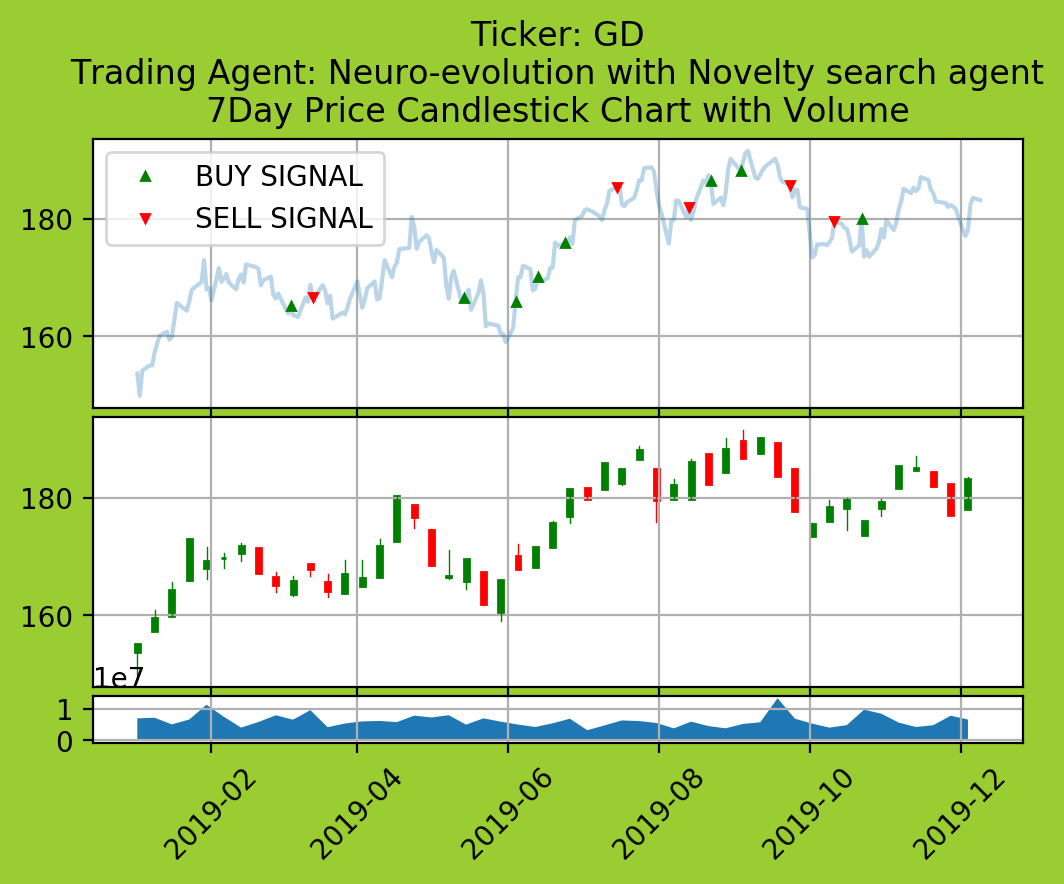 Ticker: GD
Trading Agent: Neuro-evolution with Novelty search agent
7Day Price Candlestick Chart with Volume
BUY SIGNAL
SELL SIGNAL
180
160
180
160
1e7
1
0
2019-02
2019-04
2019-06
2019-08
2019-10
2019-12